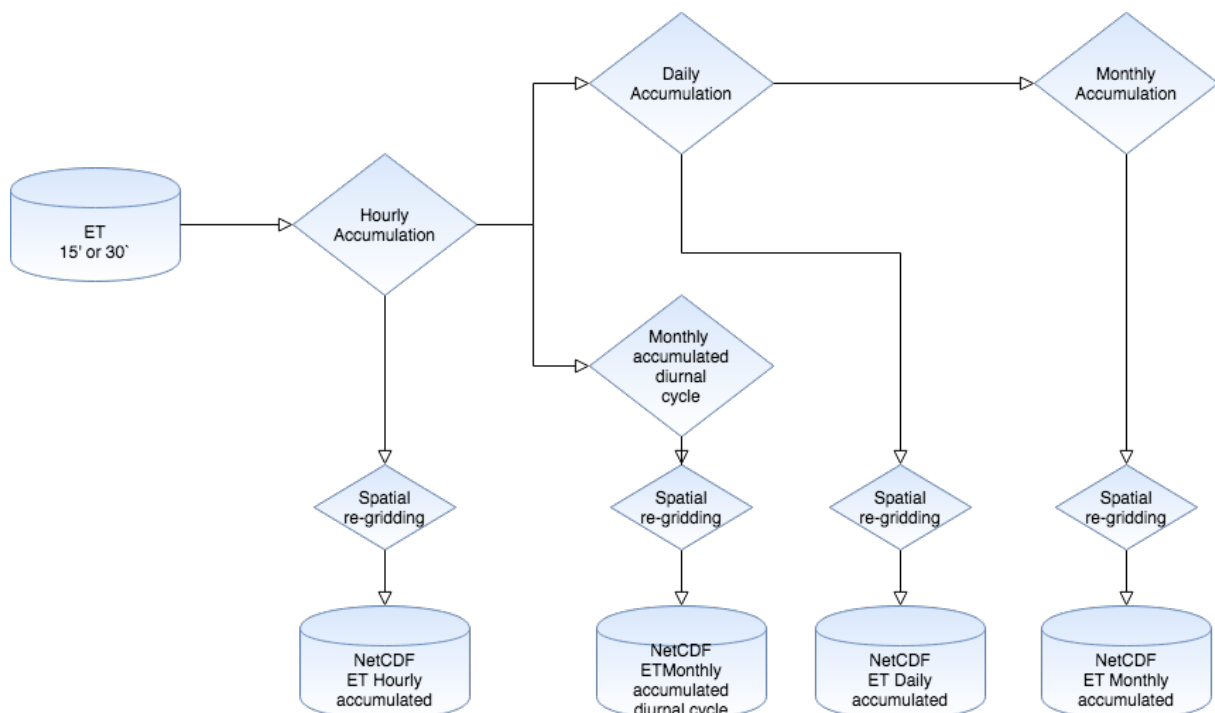 Daily
Accumulation
Monthly
Accumulation
ET
15' or 30`
Hourly
Accumulation
Monthly
accumulated
diurnal
cycle
Spatial
re-gridding
Spatial
re-gridding
Spatial
re-gridding
Spatial
re-gridding
NetCDF
ET Hourly
accumulated
NetCDF
ETMonthly
accumulated
diurnal cycle
NetCDF
ET Daily
accumulated
NetCDF
ET Monthly
accumulated